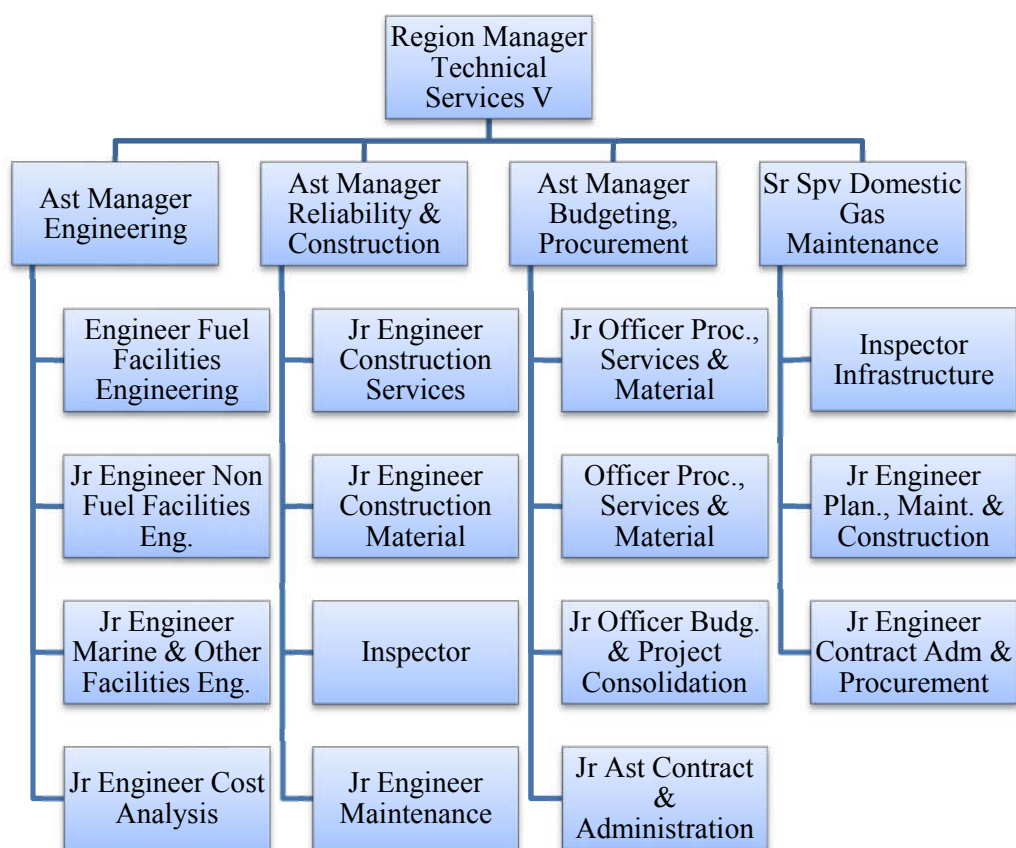 Region Manager
Technical
Services V
Ast Manager
Engineering
Ast Manager
Reliability &
Construction
Ast Manager
Budgeting,
Procurement
Sr Spv Domestic
Gas
Maintenance
Engineer Fuel
Facilities
Engineering
Jr Engineer
Construction
Services
Jr Officer Proc.,
Services &
Material
Inspector
Infrastructure
Jr Engineer Non
Fuel Facilities
Eng.
Jr Engineer
Construction
Material
Officer Proc.,
Services &
Material
Jr Engineer
Plan., Maint. &
Construction
Jr Engineer
Marine & Other
Facilities Eng.
Inspector
Jr Officer Budg.
& Project
Consolidation
Jr Engineer
Contract Adm &
Procurement
Jr Engineer Cost
Analysis
Jr Engineer
Maintenance
Jr Ast Contract
&
Administration